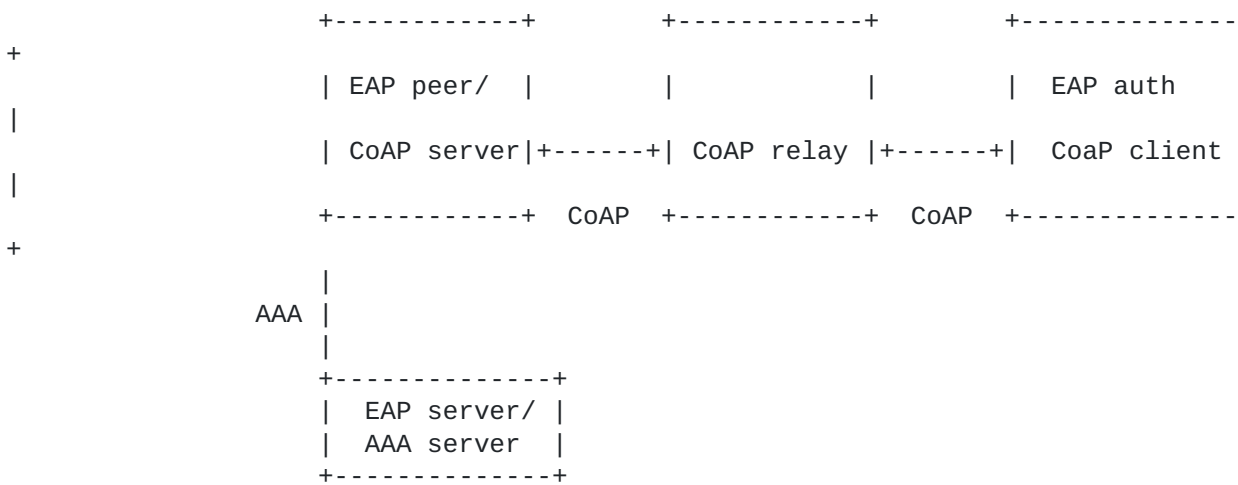 +------------+        +------------+        +--------------
+
| EAP peer/  |        |            |        |  EAP auth
|
| CoAP server|+------+| CoAP relay |+------+|  CoaP client
|
+------------+  CoAP  +------------+  CoAP  +--------------
+
|
AAA |
|
+--------------+
|  EAP server/ |
|  AAA server  |
+--------------+